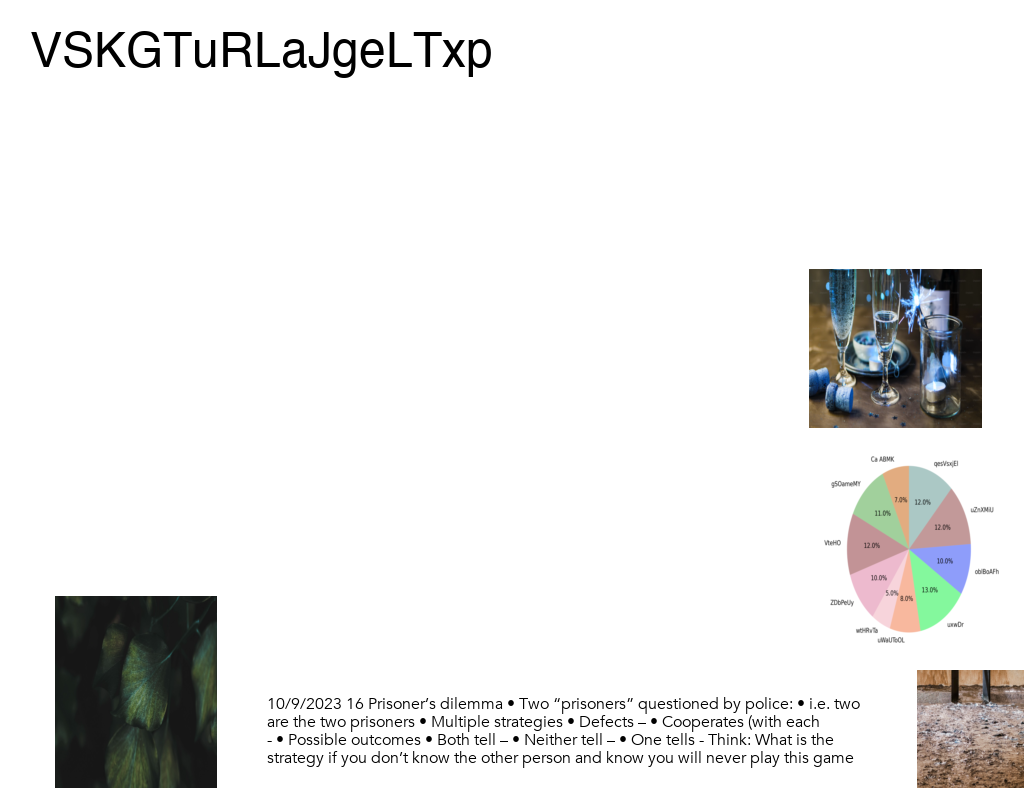 VSKGTuRLaJgeLTxp
Ca ABMK
qesVsxjEl
gSOameMY
7.0%
12.0%
uZnXMiU
11.0%
12.0%
VteHO
12.0%
10.0%
oblBoAFh
10.0%
5.0%
8.0%
13.0%
ZDbPeUy
uxwDr
wtHRvTa
uWaUToOL
10/9/2023 16 Prisoner’s dilemma • Two “prisoners” questioned by police: • i.e. two
are the two prisoners • Multiple strategies • Defects – • Cooperates (with each
- • Possible outcomes • Both tell – • Neither tell – • One tells - Think: What is the
strategy if you don’t know the other person and know you will never play this game